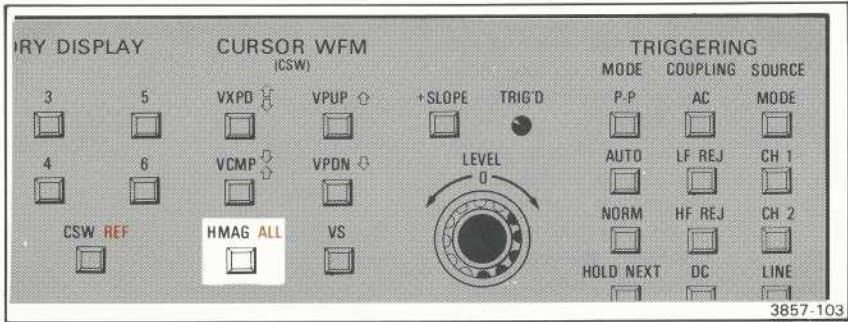 RY DISPLAY CURSOR WFM TRIGGERING
(CSW) MODE COUPLING SOURCE
3 5 VXPD VPUP +SLOPE TRIG'D P-P AC MODE
4 6 VCMP VPDN LEVEL AUTO LF REJ CH 1
0
CSW REF HMAG ALL VS NORM HF REJ CH 2
HOLD NEXT DC LINE
3857-103